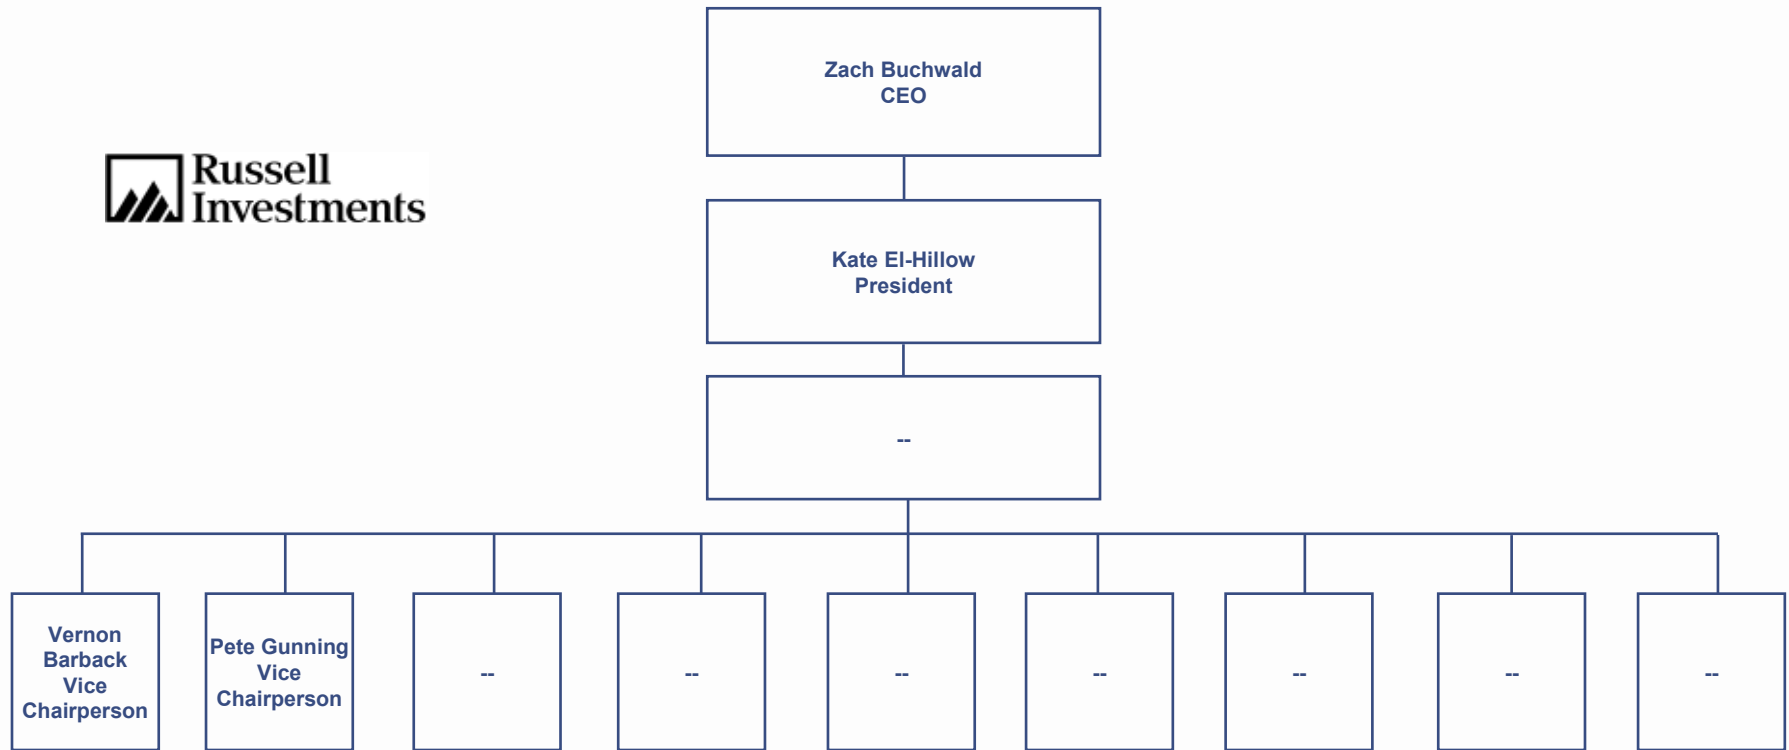 Zach Buchwald
CEO
Russell
Investments
Kate El-Hillow
President
--
Vernon
Barback
Vice
Chairperson
Pete Gunning
Vice
Chairperson
--
--
--
--
--
--
--